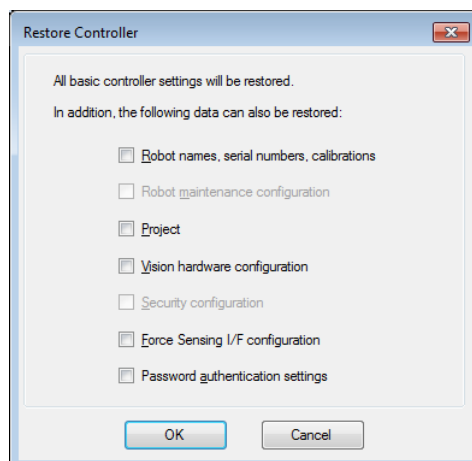 Restore Controller
All basic controller settings will be restored.
In addition, the following data can also be restored:
Robot names, serial numbers, calibrations
Robot maintenance configuration
Project
Vision hardware configuration
Security configuration
Force Sensing I/F configuration
Password authentication settings
OK
Cancel